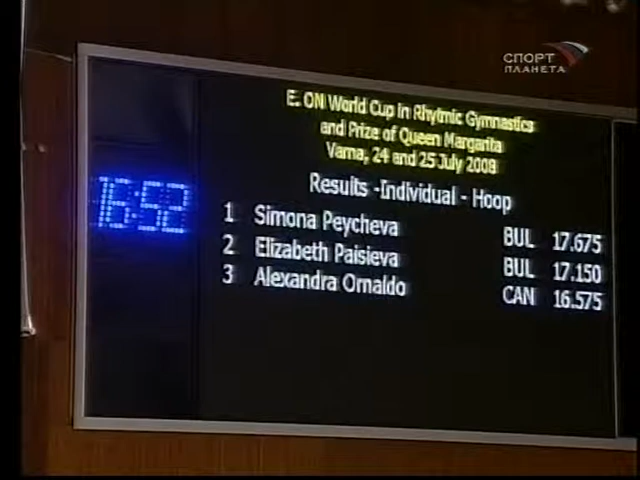 СПОРТ
ПЛАНЕТА
E. ON World Cup in Rhytmic Gymnastics
and Prize of Queen Margarita
Varna, 24 and 25 July 2008
Results -Individual - Hoop
16:52
1 Simona Peycheva BUL 17.675
2 Elizabeth Paisieva BUL 17.150
3 Alexandra Ornaldo CAN 16.575